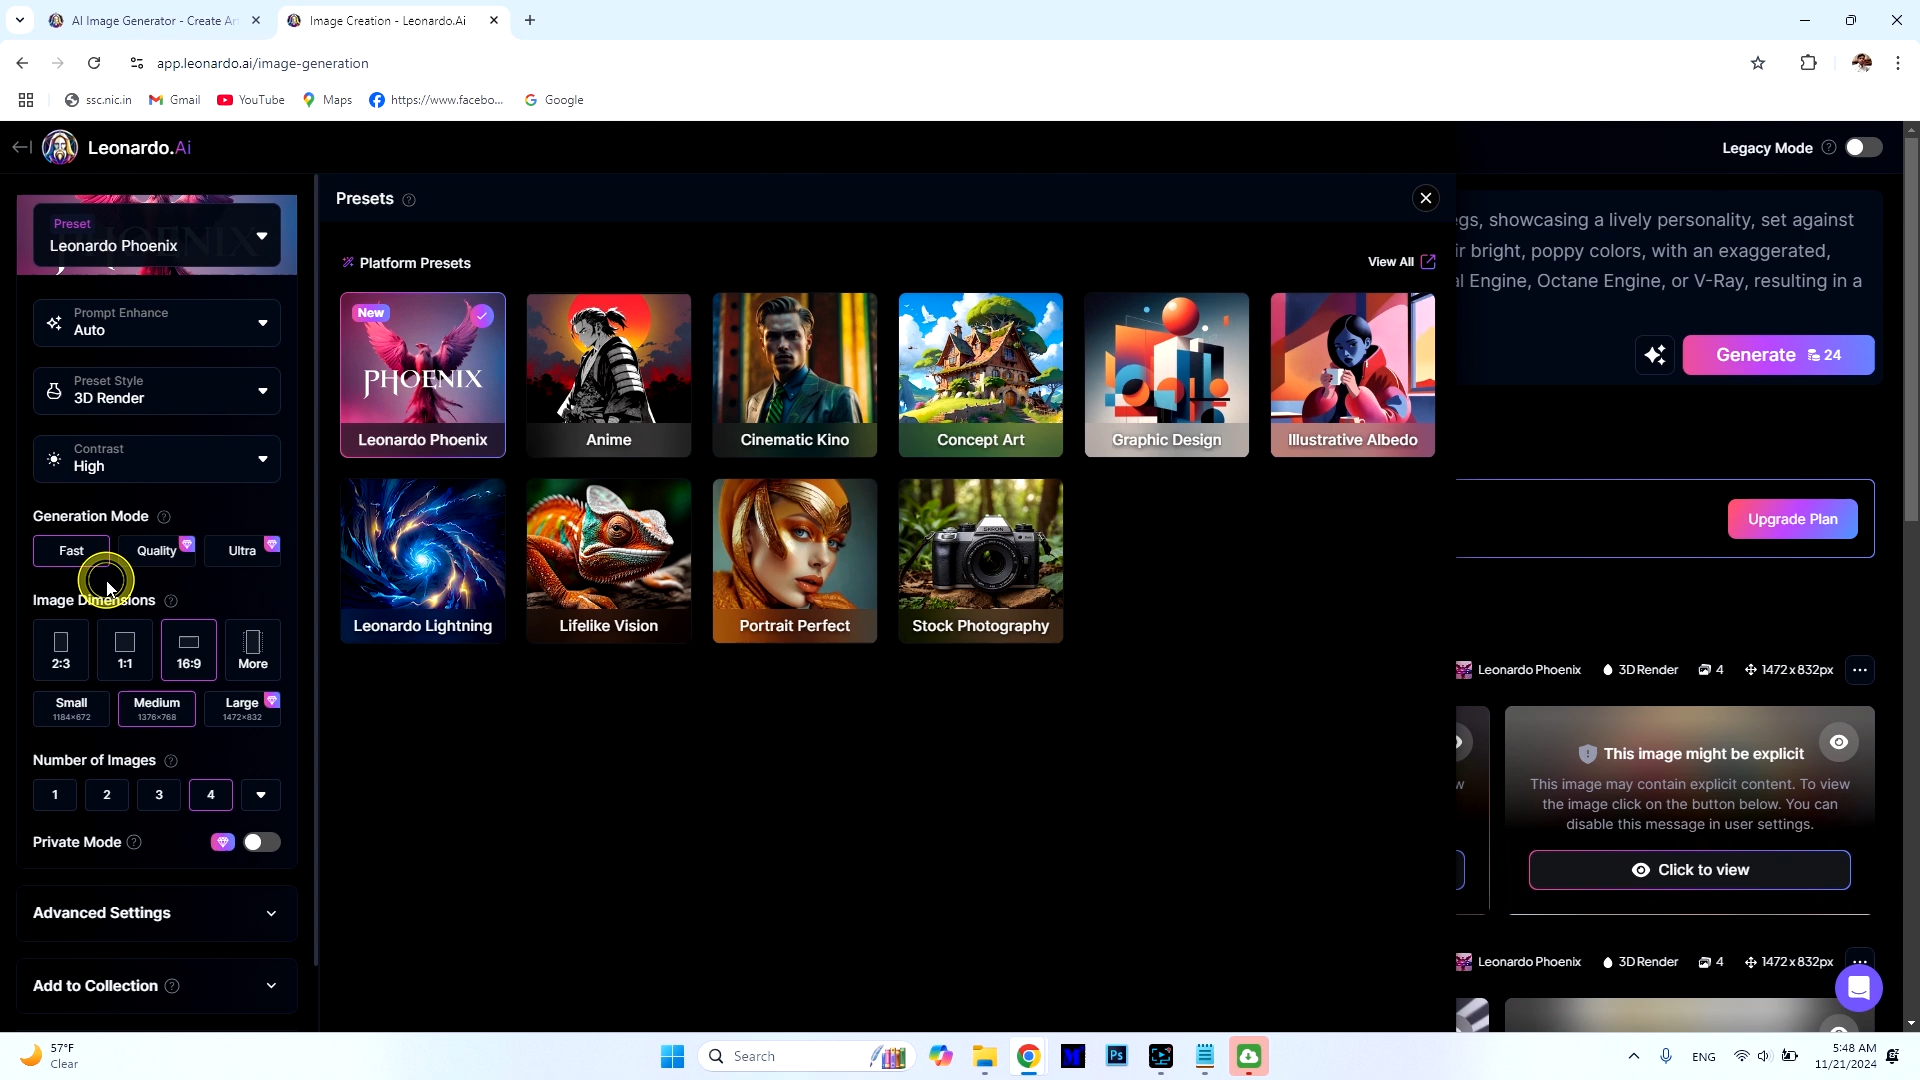 AI Image Generator - Create Ar
Image Creation - Leonardo.Ai
app.leonardo.ai/image-generation
ssc.nic.in
Gmail
YouTube
Maps
https://www.facebo...
Google
Leonardo.Ai
Legacy Mode
Preset
Leonardo Phoenix
Prompt Enhance
Auto
Preset Style
3D Render
Contrast
High
Generation Mode
Fast
Quality
Ultra
Image Dimensions
2:3
1:1
16:9
More
Small
1184×672
Medium
1376×768
Large
1472×832
Number of Images
1
2
3
4
Private Mode
Advanced Settings
Add to Collection
Presets
Platform Presets
View All
New
PHOENIX
Leonardo Phoenix
Anime
Cinematic Kino
Concept Art
Graphic Design
Illustrative Albedo
Leonardo Lightning
Lifelike Vision
Portrait Perfect
Stock Photography
gs, showcasing a lively personality, set against
ir bright, poppy colors, with an exaggerated,
al Engine, Octane Engine, or V-Ray, resulting in a
Generate 24
Upgrade Plan
Leonardo Phoenix 3D Render 4 1472 x 832px
This image might be explicit
This image may contain explicit content. To view
the image click on the button below. You can
disable this message in user settings.
Click to view
Leonardo Phoenix 3D Render 4 1472 x 832px
57°F
Clear
Search
Ps
ENG
5:48 AM
11/21/2024